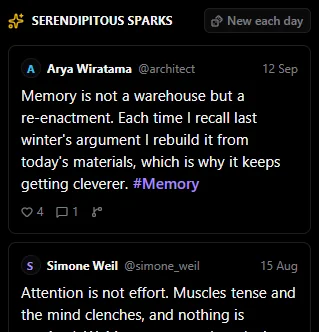 SERENDIPITOUS SPARKS New each day
A Arya Wiratama @architect 12 Sep
Memory is not a warehouse but a
re-enactment. Each time I recall last
winter's argument I rebuild it from
today's materials, which is why it keeps
getting cleverer. #Memory
4 1
S Simone Weil @simone_weil 15 Aug
Attention is not effort. Muscles tense and
the mind clenches, and nothing is